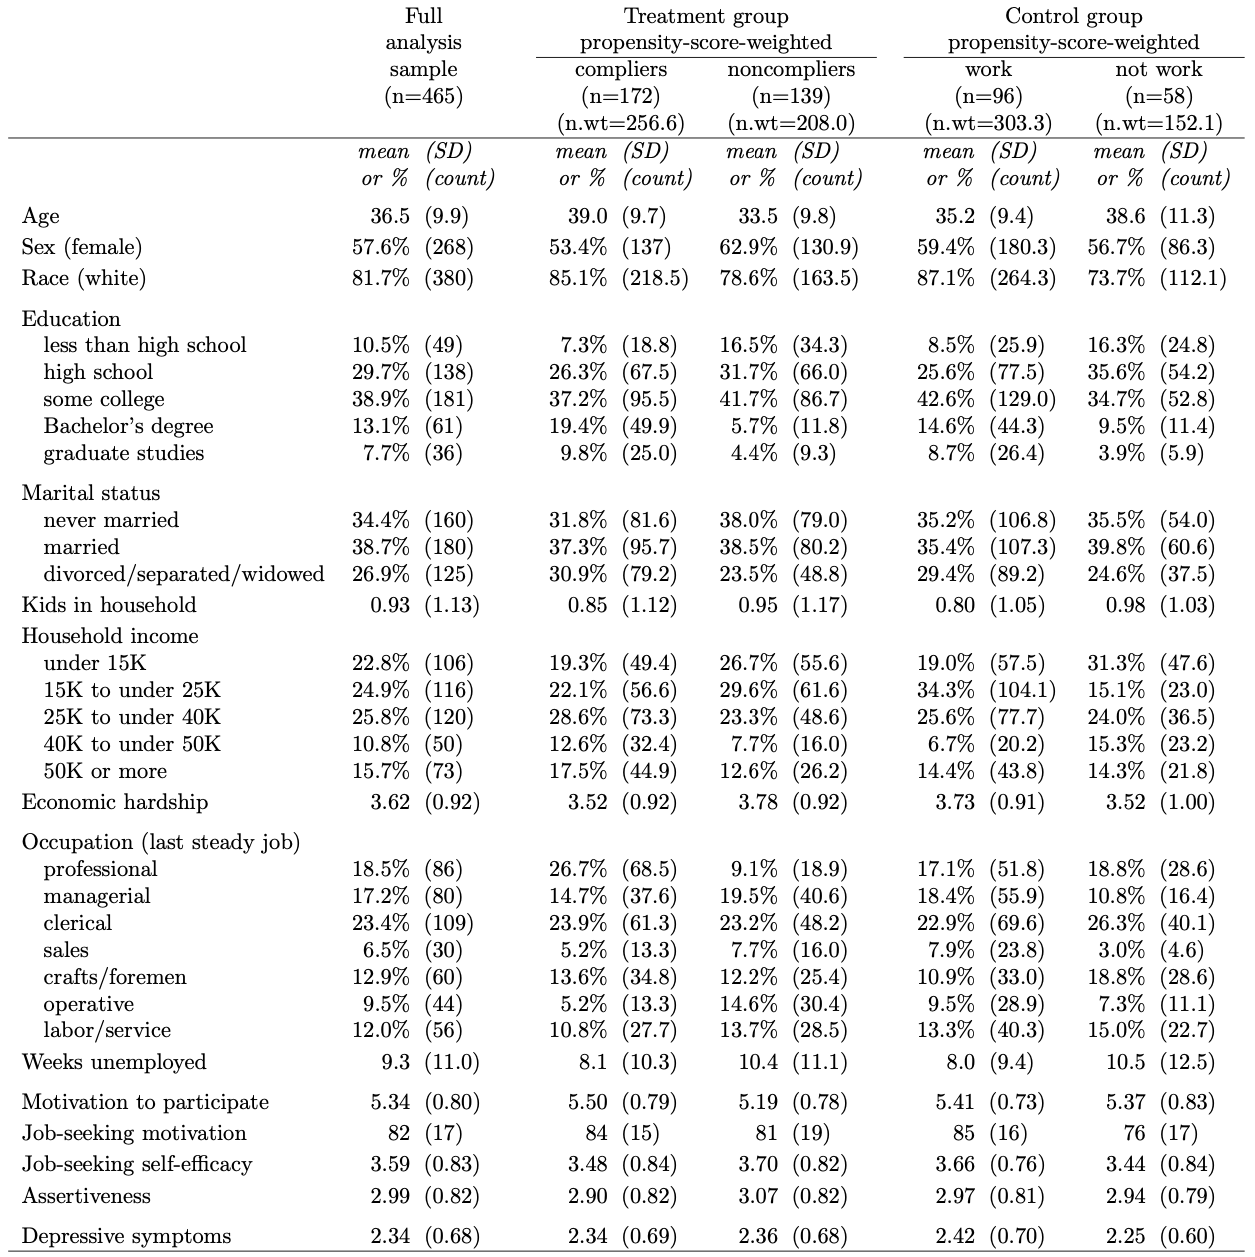 Full Treatment group Control group
analysis propensity-score-weighted propensity-score-weighted
sample compliers noncompliers work not work
(n=465) (n=172) (n=139) (n=96) (n=58)
(n.wt=256.6) (n.wt=208.0) (n.wt=303.3) (n.wt=152.1)
mean (SD) mean (SD) mean (SD) mean (SD) mean (SD)
or % (count) or % (count) or % (count) or % (count) or % (count)
Age 36.5 (9.9) 39.0 (9.7) 33.5 (9.8) 35.2 (9.4) 38.6 (11.3)
Sex (female) 57.6% (268) 53.4% (137) 62.9% (130.9) 59.4% (180.3) 56.7% (86.3)
Race (white) 81.7% (380) 85.1% (218.5) 78.6% (163.5) 87.1% (264.3) 73.7% (112.1)
Education
less than high school 10.5% (49) 7.3% (18.8) 16.5% (34.3) 8.5% (25.9) 16.3% (24.8)
high school 29.7% (138) 26.3% (67.5) 31.7% (66.0) 25.6% (77.5) 35.6% (54.2)
some college 38.9% (181) 37.2% (95.5) 41.7% (86.7) 42.6% (129.0) 34.7% (52.8)
Bachelor's degree 13.1% (61) 19.4% (49.9) 5.7% (11.8) 14.6% (44.3) 9.5% (11.4)
graduate studies 7.7% (36) 9.8% (25.0) 4.4% (9.3) 8.7% (26.4) 3.9% (5.9)
Marital status
never married 34.4% (160) 31.8% (81.6) 38.0% (79.0) 35.2% (106.8) 35.5% (54.0)
married 38.7% (180) 37.3% (95.7) 38.5% (80.2) 35.4% (107.3) 39.8% (60.6)
divorced/separated/widowed 26.9% (125) 30.9% (79.2) 23.5% (48.8) 29.4% (89.2) 24.6% (37.5)
Kids in household 0.93 (1.13) 0.85 (1.12) 0.95 (1.17) 0.80 (1.05) 0.98 (1.03)
Household income
under 15K 22.8% (106) 19.3% (49.4) 26.7% (55.6) 19.0% (57.5) 31.3% (47.6)
15K to under 25K 24.9% (116) 22.1% (56.6) 29.6% (61.6) 34.3% (104.1) 15.1% (23.0)
25K to under 40K 25.8% (120) 28.6% (73.3) 23.3% (48.6) 25.6% (77.7) 24.0% (36.5)
40K to under 50K 10.8% (50) 12.6% (32.4) 7.7% (16.0) 6.7% (20.2) 15.3% (23.2)
50K or more 15.7% (73) 17.5% (44.9) 12.6% (26.2) 14.4% (43.8) 14.3% (21.8)
Economic hardship 3.62 (0.92) 3.52 (0.92) 3.78 (0.92) 3.73 (0.91) 3.52 (1.00)
Occupation (last steady job)
professional 18.5% (86) 26.7% (68.5) 9.1% (18.9) 17.1% (51.8) 18.8% (28.6)
managerial 17.2% (80) 14.7% (37.6) 19.5% (40.6) 18.4% (55.9) 10.8% (16.4)
clerical 23.4% (109) 23.9% (61.3) 23.2% (48.2) 22.9% (69.6) 26.3% (40.1)
sales 6.5% (30) 5.2% (13.3) 7.7% (16.0) 7.9% (23.8) 3.0% (4.6)
crafts/foremen 12.9% (60) 13.6% (34.8) 12.2% (25.4) 10.9% (33.0) 18.8% (28.6)
operative 9.5% (44) 5.2% (13.3) 14.6% (30.4) 9.5% (28.9) 7.3% (11.1)
labor/service 12.0% (56) 10.8% (27.7) 13.7% (28.5) 13.3% (40.3) 15.0% (22.7)
Weeks unemployed 9.3 (11.0) 8.1 (10.3) 10.4 (11.1) 8.0 (9.4) 10.5 (12.5)
Motivation to participate 5.34 (0.80) 5.50 (0.79) 5.19 (0.78) 5.41 (0.73) 5.37 (0.83)
Job-seeking motivation 82 (17) 84 (15) 81 (19) 85 (16) 76 (17)
Job-seeking self-efficacy 3.59 (0.83) 3.48 (0.84) 3.70 (0.82) 3.66 (0.76) 3.44 (0.84)
Assertiveness 2.99 (0.82) 2.90 (0.82) 3.07 (0.82) 2.97 (0.81) 2.94 (0.79)
Depressive symptoms 2.34 (0.68) 2.34 (0.69) 2.36 (0.68) 2.42 (0.70) 2.25 (0.60)